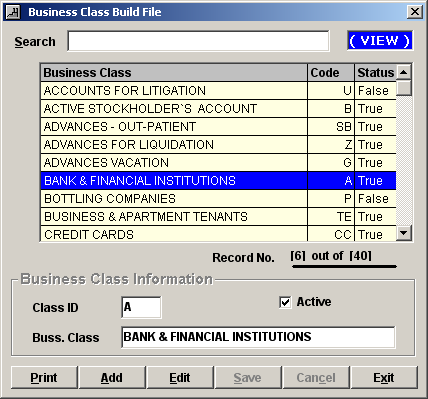 Business Class Build File
Search ( VIEW )
Business Class Code Status
ACCOUNTS FOR LITIGATION U False
ACTIVE STOCKHOLDER`S ACCOUNT B True
ADVANCES - OUT-PATIENT SB True
ADVANCES FOR LIQUIDATION Z True
ADVANCES VACATION G True
BANK & FINANCIAL INSTITUTIONS A True
BOTTLING COMPANIES P False
BUSINESS & APARTMENT TENANTS TE True
CREDIT CARDS CC True
Record No. [6] out of [40]
Business Class Information
Class ID A Active
Buss. Class BANK & FINANCIAL INSTITUTIONS
Print Add Edit Save Cancel Exit